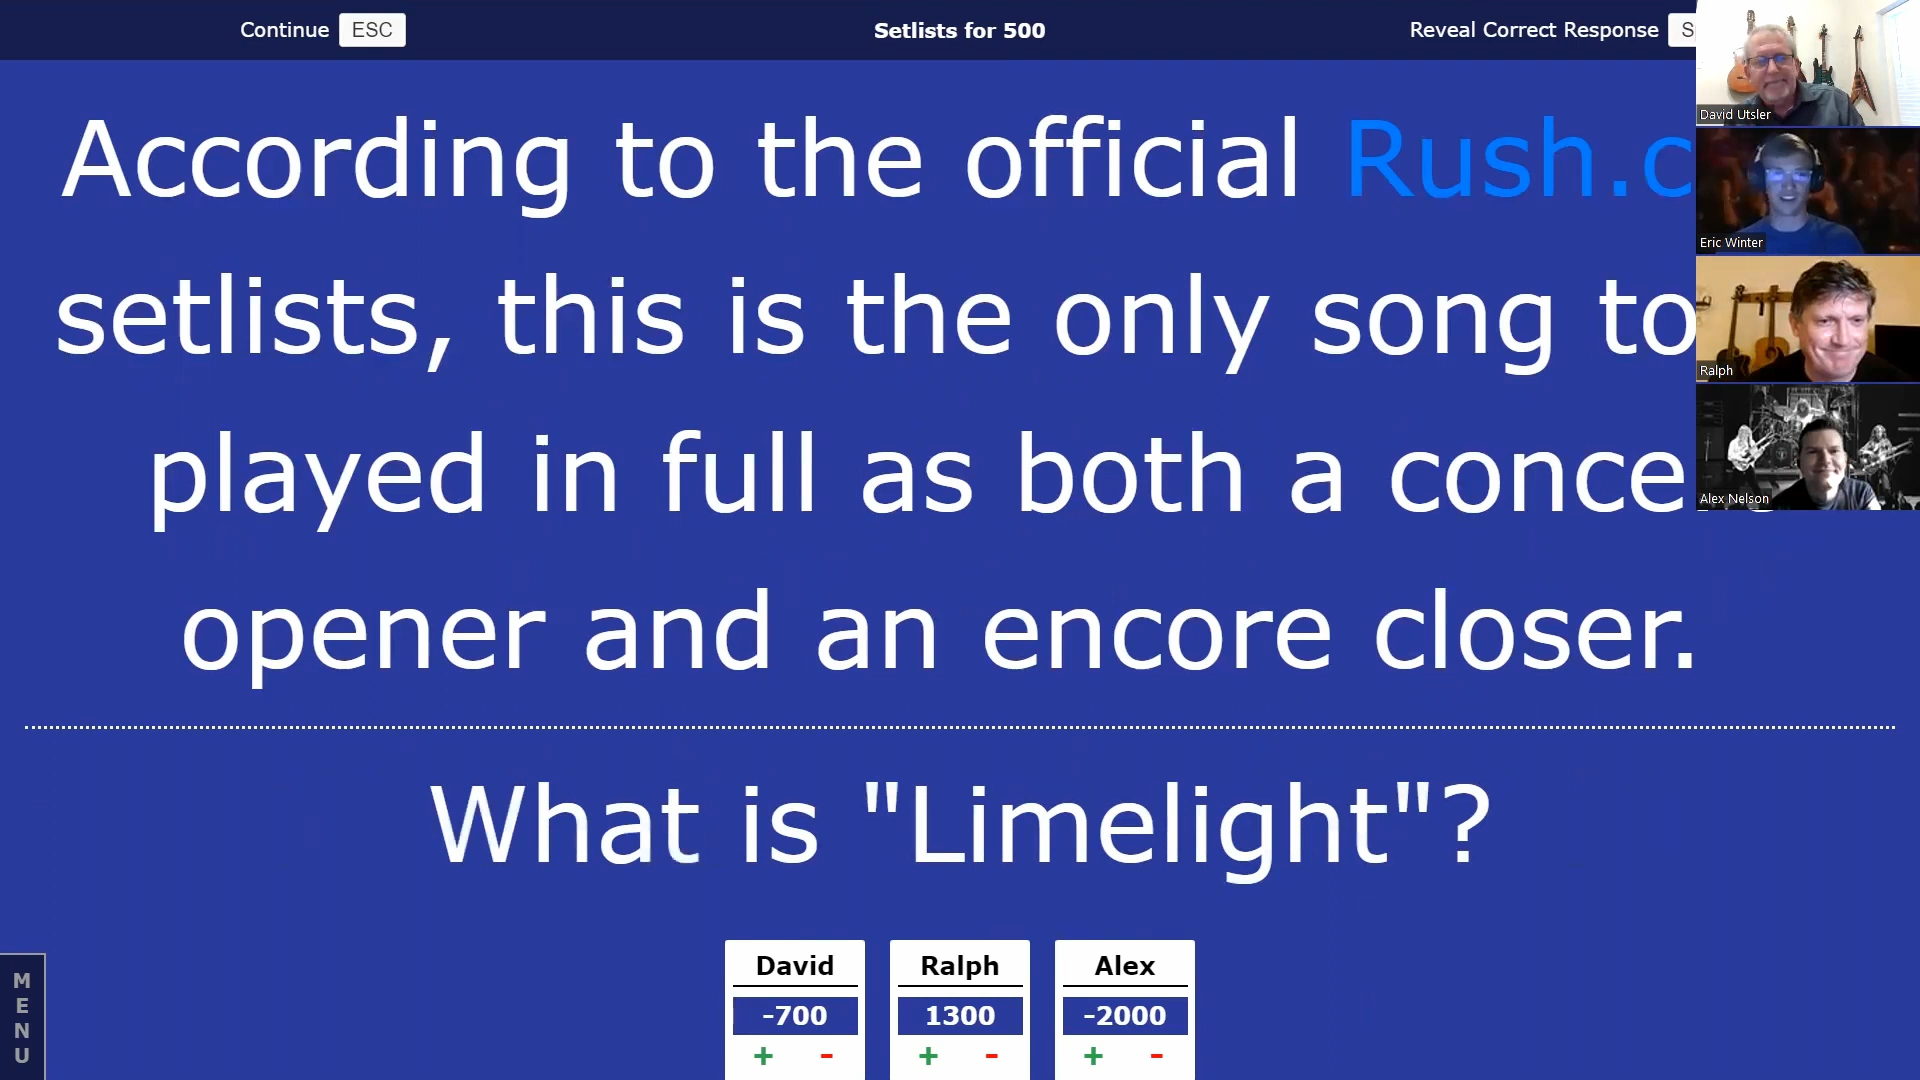 Continue ESC
Setlists for 500
Reveal Correct Response
According to the official Rush.c
setlists, this is the only song to
played in full as both a conce
opener and an encore closer.
What is "Limelight"?
David Utsler
Eric Winter
Ralph
Alex Nelson
MENU
David
-700
+ -
Ralph
1300
+ -
Alex
-2000
+ -